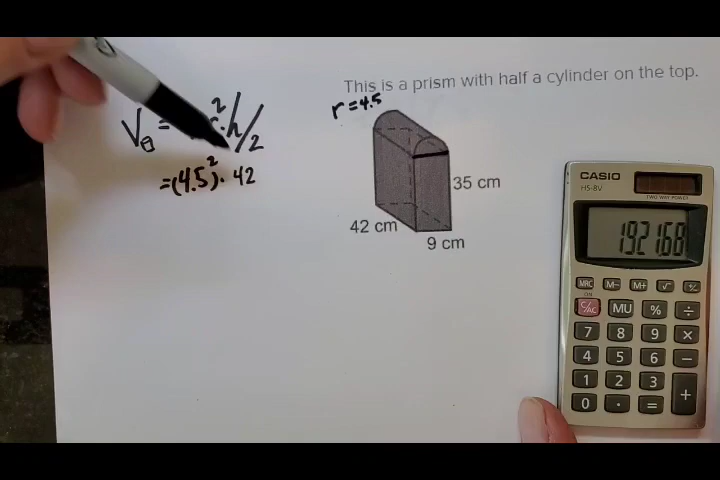 This is a prism with half a cylinder on the top.
r = 4.5
2
h/2
= (4.5)² · 42
35 cm
42 cm
9 cm
CASIO
HS-8V
TWO WAY POWER
192168
MRC M- M+ √ +/-
C/AC MU % ÷
7 8 9 ×
4 5 6 −
1 2 3 +
0 · =